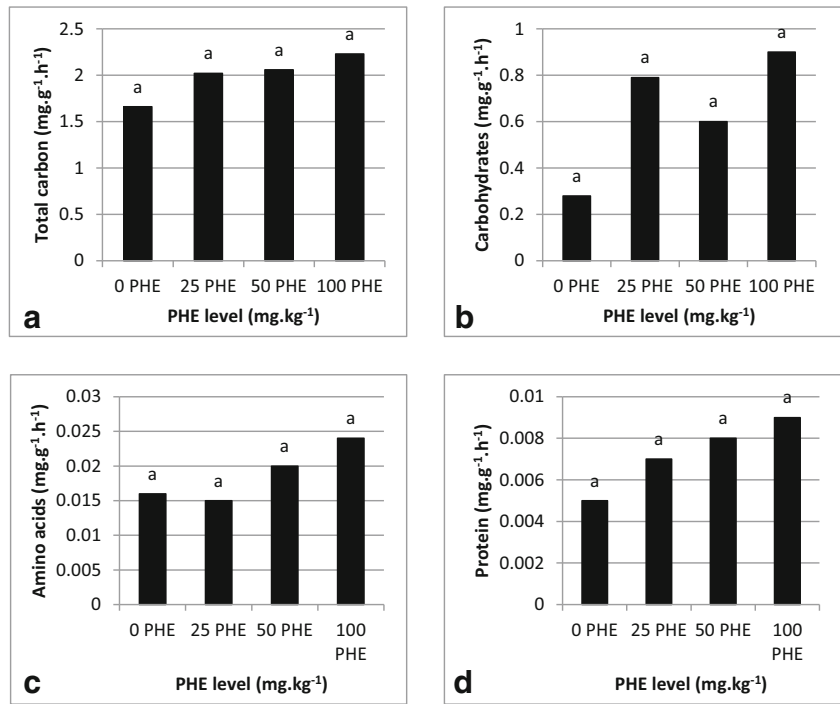 Total carbon (mg.g⁻¹.h⁻¹)
2.5
2
1.5
1
0.5
0
a
a
a
a
0 PHE 25 PHE 50 PHE 100 PHE
PHE level (mg.kg⁻¹)
a
Carbohydrates (mg.g⁻¹.h⁻¹)
1
0.8
0.6
0.4
0.2
0
a
a
a
a
0 PHE 25 PHE 50 PHE 100 PHE
PHE level (mg.kg⁻¹)
b
Amino acids (mg.g⁻¹.h⁻¹)
0.03
0.025
0.02
0.015
0.01
0.005
0
a
a
a
a
0 PHE 25 PHE 50 PHE 100
PHE
PHE level (mg.kg⁻¹)
c
Protein (mg.g⁻¹.h⁻¹)
0.01
0.008
0.006
0.004
0.002
0
a
a
a
a
0 PHE 25 PHE 50 PHE 100
PHE
PHE level (mg.kg⁻¹)
d